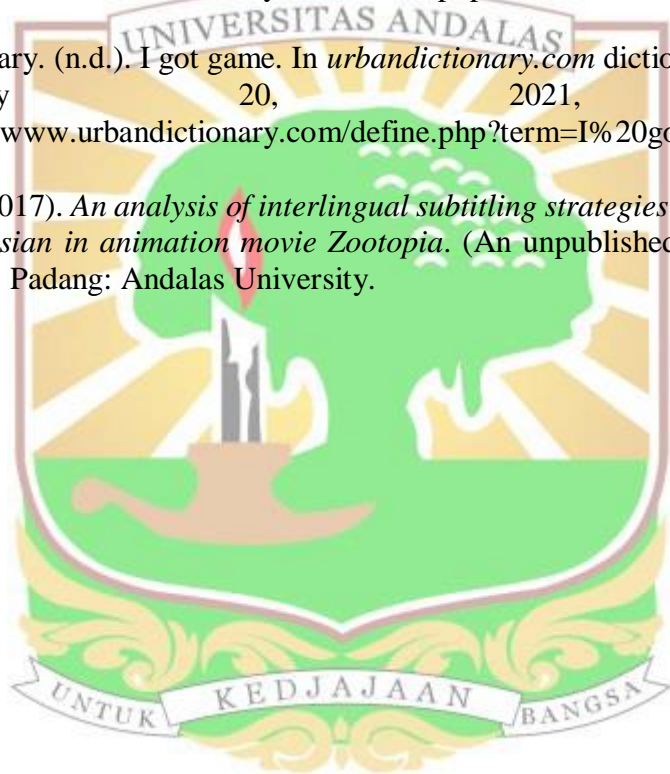 UNIVERSITAS ANDALAS
ary. (n.d.). I got game. In urbandictionary.com dictio
y 20, 2021,
www.urbandictionary.com/define.php?term=I%20go
017). An analysis of interlingual subtitling strategies
sian in animation movie Zootopia. (An unpublished
Padang: Andalas University.
UNTUK KEDJAJAAN BANGSA